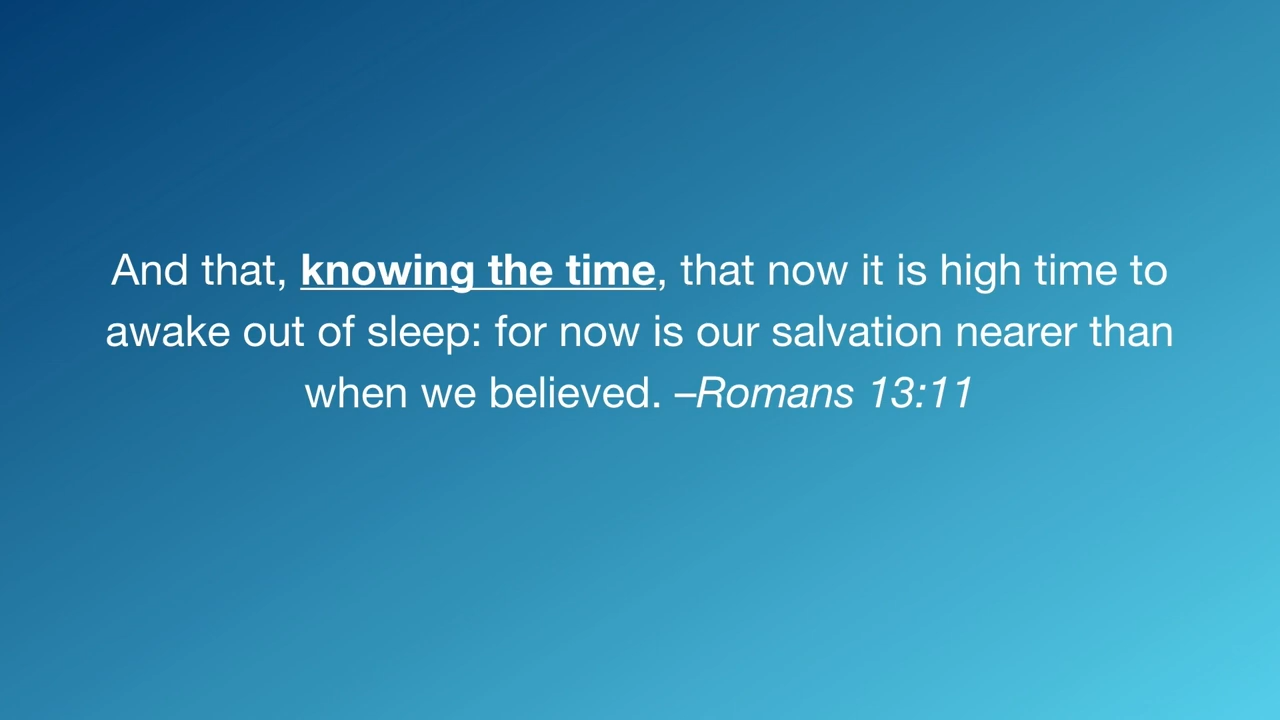 And that, knowing the time, that now it is high time to
awake out of sleep: for now is our salvation nearer than
when we believed. –Romans 13:11